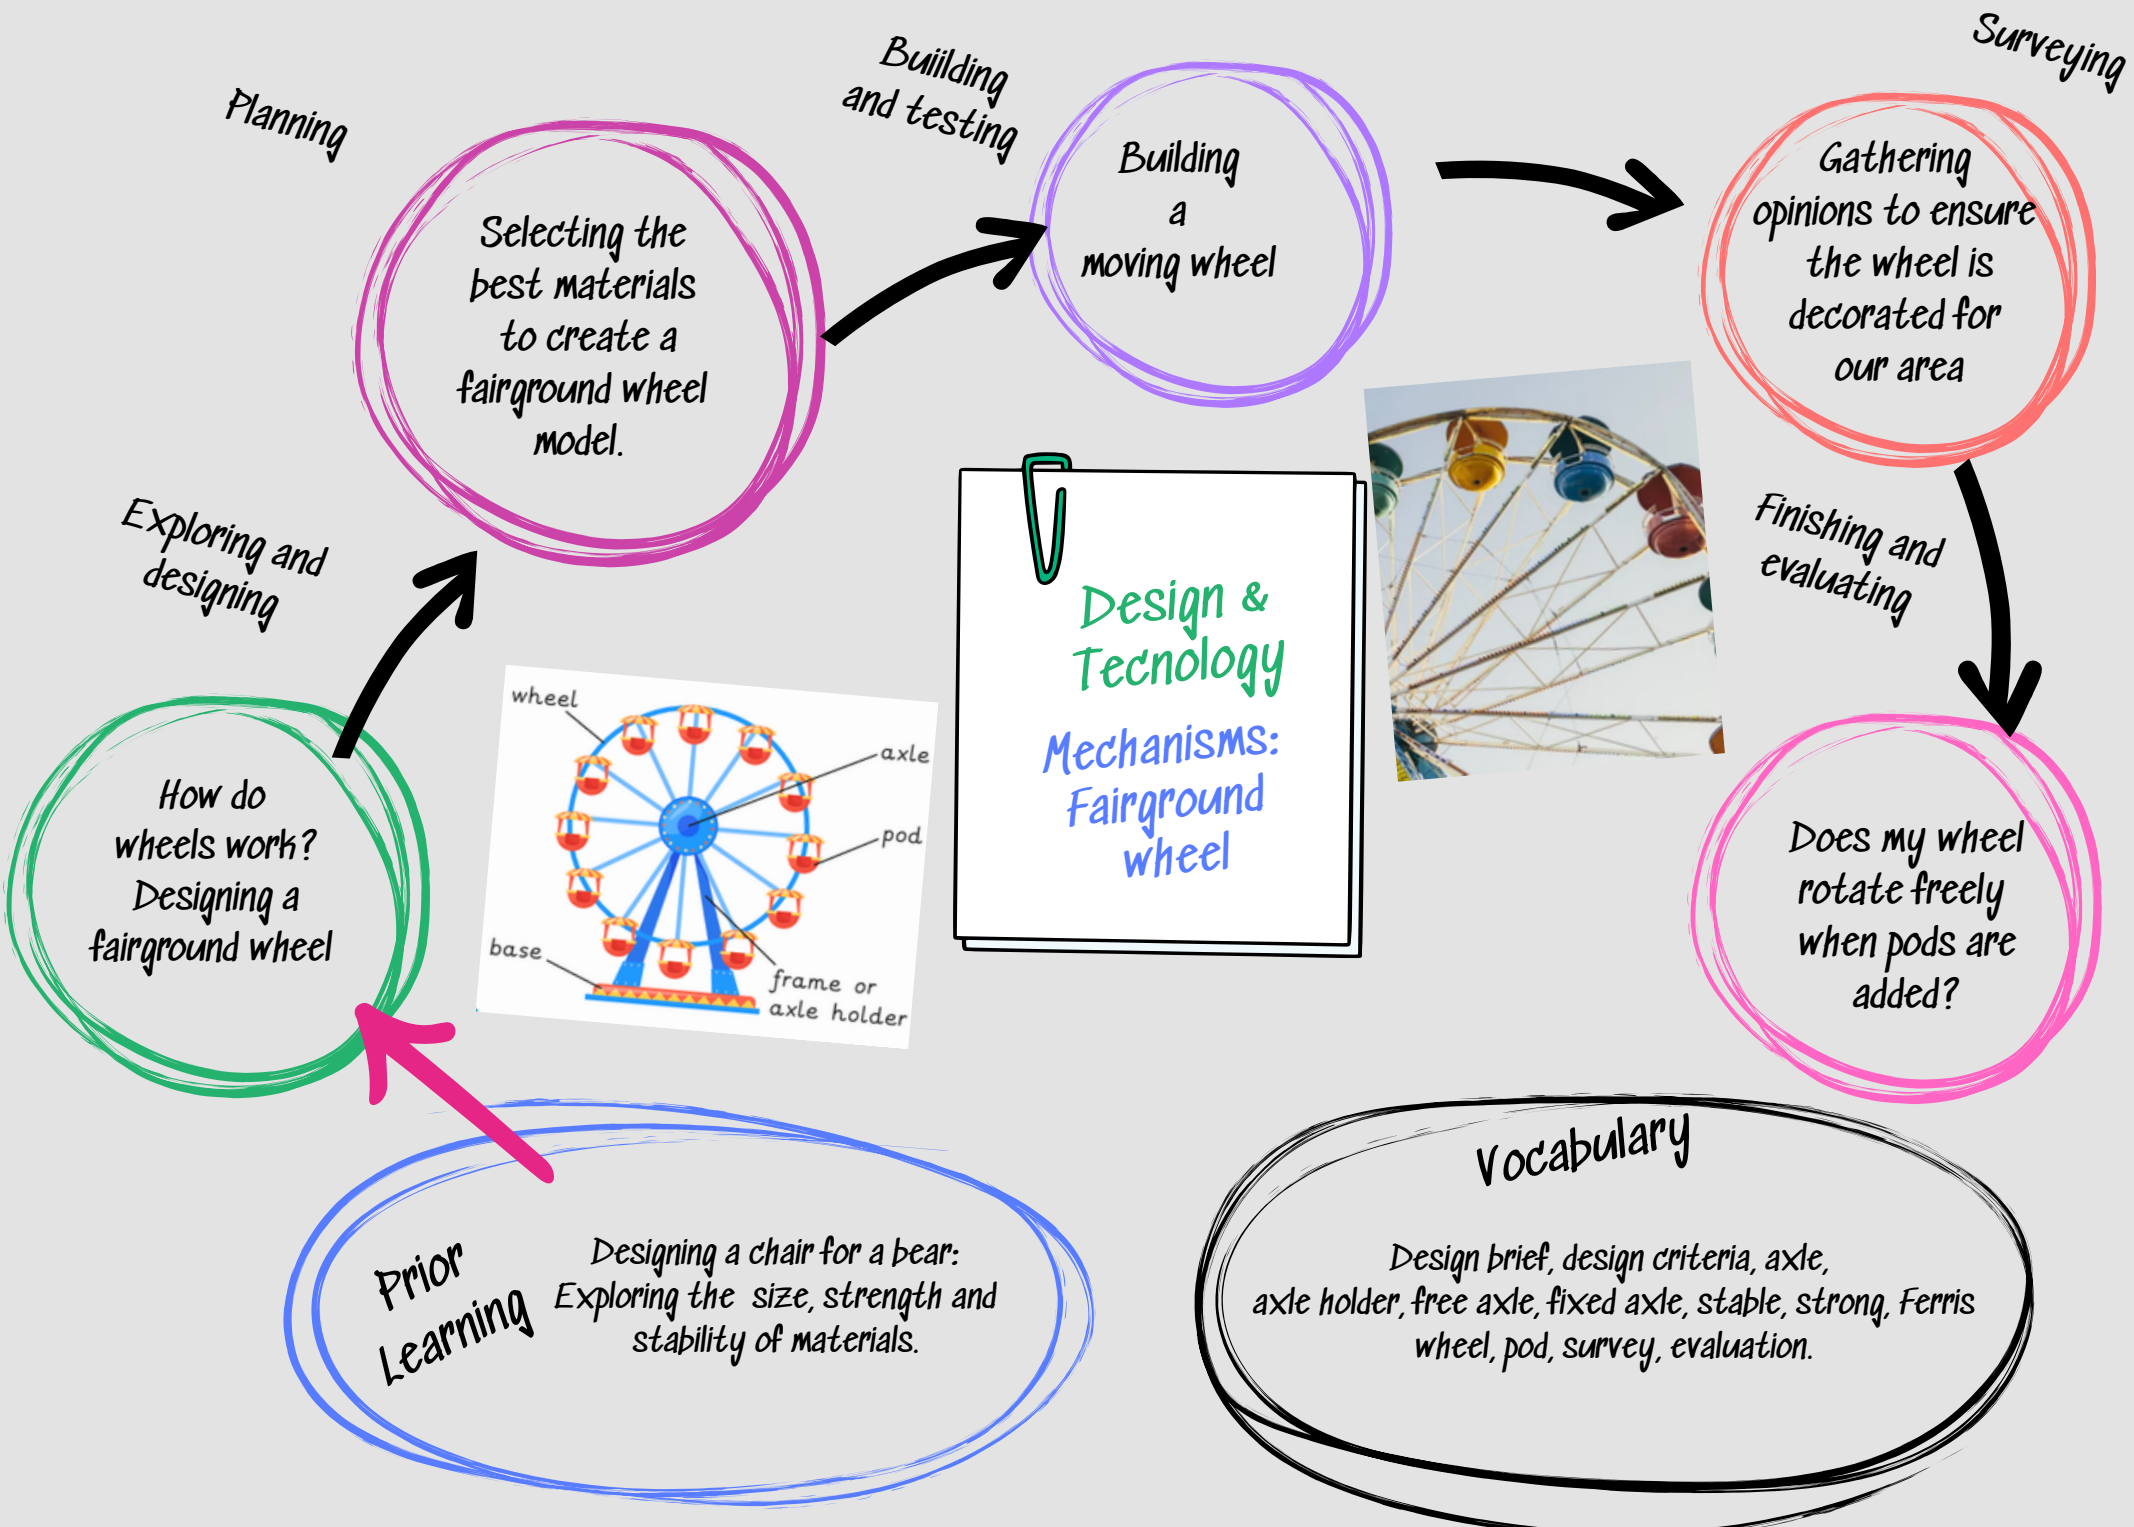 Planning
Selecting the
best materials
to create a
fairground wheel
model.
Buiilding
and testing
Building
a
moving wheel
Surveying
Gathering
opinions to ensure
the wheel is
decorated for
our area
Exploring and
designing
How do
wheels work?
Designing a
fairground wheel
wheel
axle
pod
base
frame or
axle holder
Design &
Tecnology
Mechanisms:
Fairground
wheel
Finishing and
evaluating
Does my wheel
rotate freely
when pods are
added?
Prior
Learning
Designing a chair for a bear:
Exploring the size, strength and
stability of materials.
Vocabulary
Design brief, design criteria, axle,
axle holder, free axle, fixed axle, stable, strong, Ferris
wheel, pod, survey, evaluation.